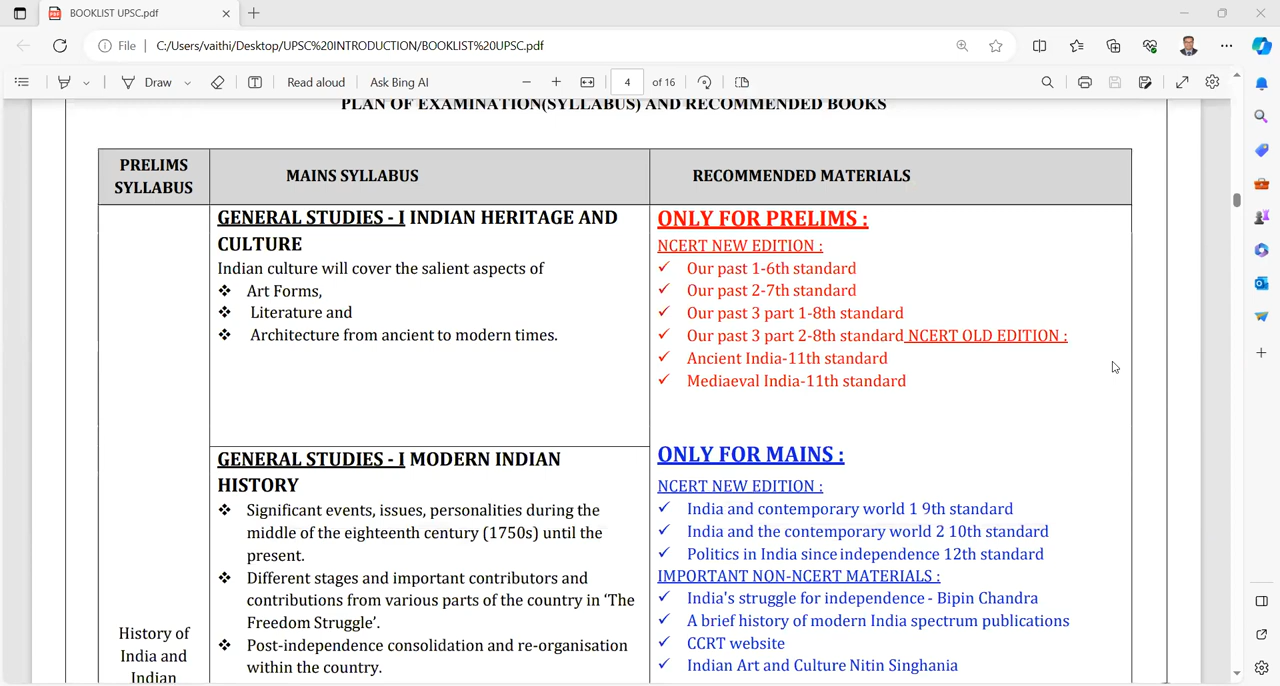 BOOKLIST UPSC.pdf
File
C:/Users/vaithi/Desktop/UPSC%20INTRODUCTION/BOOKLIST%20UPSC.pdf
Draw
Read aloud
Ask Bing AI
4
of 16
PLAN OF EXAMINATION(SYLLABUS) AND RECOMMENDED BOOKS
PRELIMS
SYLLABUS
MAINS SYLLABUS
RECOMMENDED MATERIALS
History of
India and
Indian
GENERAL STUDIES - I INDIAN HERITAGE AND
CULTURE
Indian culture will cover the salient aspects of
❖ Art Forms,
❖ Literature and
❖ Architecture from ancient to modern times.
GENERAL STUDIES - I MODERN INDIAN
HISTORY
❖ Significant events, issues, personalities during the
middle of the eighteenth century (1750s) until the
present.
❖ Different stages and important contributors and
contributions from various parts of the country in ‘The
Freedom Struggle’.
❖ Post-independence consolidation and re-organisation
within the country.
ONLY FOR PRELIMS :
NCERT NEW EDITION :
✓ Our past 1-6th standard
✓ Our past 2-7th standard
✓ Our past 3 part 1-8th standard
✓ Our past 3 part 2-8th standard NCERT OLD EDITION :
✓ Ancient India-11th standard
✓ Mediaeval India-11th standard
ONLY FOR MAINS :
NCERT NEW EDITION :
✓ India and contemporary world 1 9th standard
✓ India and the contemporary world 2 10th standard
✓ Politics in India since independence 12th standard
IMPORTANT NON-NCERT MATERIALS :
✓ India's struggle for independence - Bipin Chandra
✓ A brief history of modern India spectrum publications
✓ CCRT website
✓ Indian Art and Culture Nitin Singhania